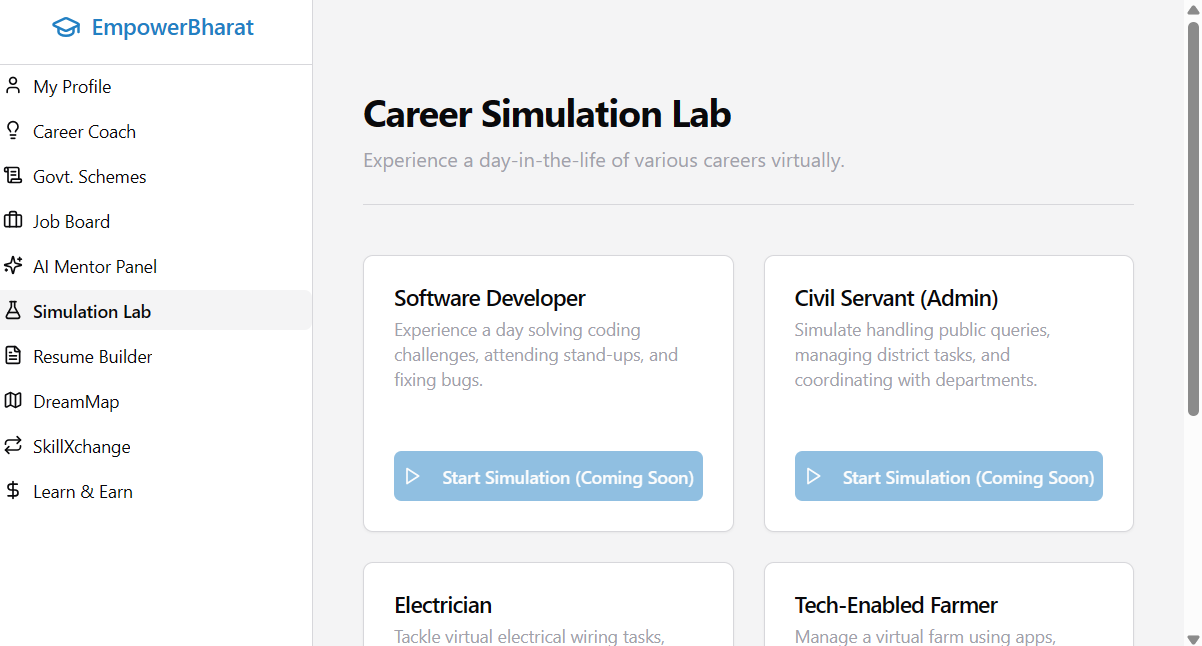 EmpowerBharat
My Profile
Career Coach
Govt. Schemes
Job Board
AI Mentor Panel
Simulation Lab
Resume Builder
DreamMap
SkillXchange
Learn & Earn
Career Simulation Lab
Experience a day-in-the-life of various careers virtually.
Software Developer
Experience a day solving coding
challenges, attending stand-ups, and
fixing bugs.
Start Simulation (Coming Soon)
Civil Servant (Admin)
Simulate handling public queries,
managing district tasks, and
coordinating with departments.
Start Simulation (Coming Soon)
Electrician
Tackle virtual electrical wiring tasks,
Tech-Enabled Farmer
Manage a virtual farm using apps,